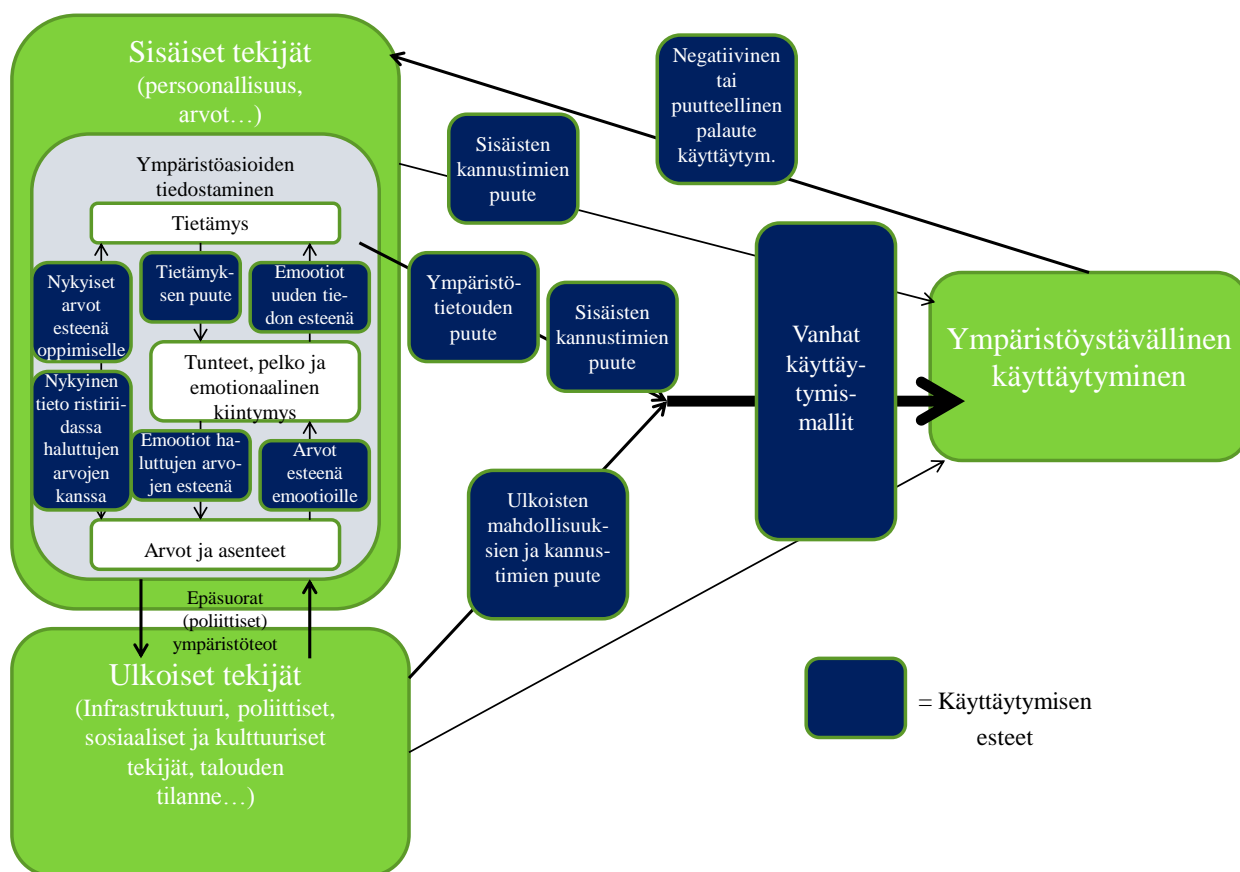 Sisäiset tekijät
(persoonallisuus,
arvot…)
Ympäristöasioiden
tiedostaminen
Tietämys
Nykyiset
arvot
esteenä
oppimiselle
Tietämyk-
sen puute
Emootiot
uuden tie-
don esteenä
Tunteet, pelko ja
emotionaalinen
kiintymys
Nykyinen
tieto ristirii-
dassa
haluttujen
arvojen
kanssa
Emootiot ha-
luttujen arvo-
jen esteenä
Arvot
esteenä
emootioille
Arvot ja asenteet
Epäsuorat
(poliittiset)
ympäristöteot
Ulkoiset tekijät
(Infrastruktuuri, poliittiset,
sosiaaliset ja kulttuuriset
tekijät, talouden
tilanne…)
Negatiivinen
tai
puutteellinen
palaute
käyttäytym.
Sisäisten
kannustimien
puute
Ympäristö-
tietouden
puute
Sisäisten
kannustimien
puute
Ulkoisten
mahdollisuuk-
sien ja kannus-
timien puute
Vanhat
käyttäy-
tymis-
mallit
Ympäristöystävällinen
käyttäytyminen
= Käyttäytymisen
esteet